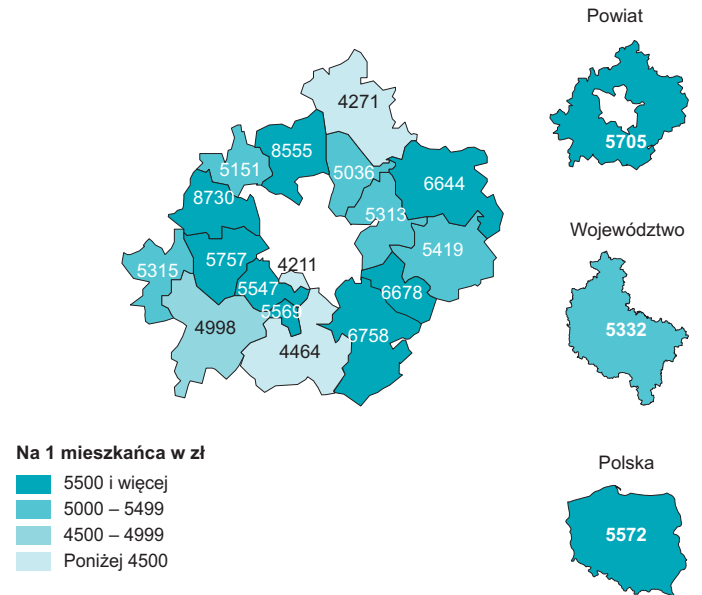 Powiat
5705
4271
8555
5151
5036
6644
8730
5313
5419
5757
4211
5315
5547
6678
5569
4998
6758
4464
Województwo
5332
Na 1 mieszkańca w zł
5500 i więcej
5000 – 5499
4500 – 4999
Poniżej 4500
Polska
5572